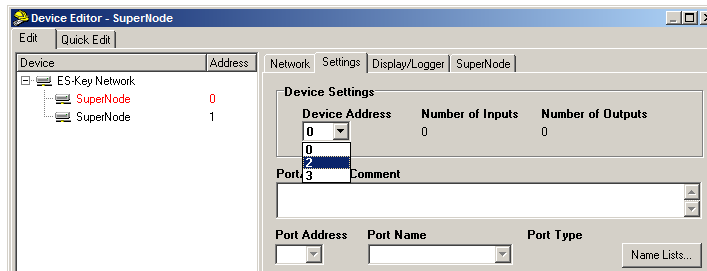 Device Editor - SuperNode
Edit Quick Edit
Device Address
ES-Key Network
SuperNode 0
SuperNode 1
Network Settings Display/Logger SuperNode
Device Settings
Device Address Number of Inputs Number of Outputs
0 0 0
0
2
3
Port Comment
Port Address Port Name Port Type
Name Lists...